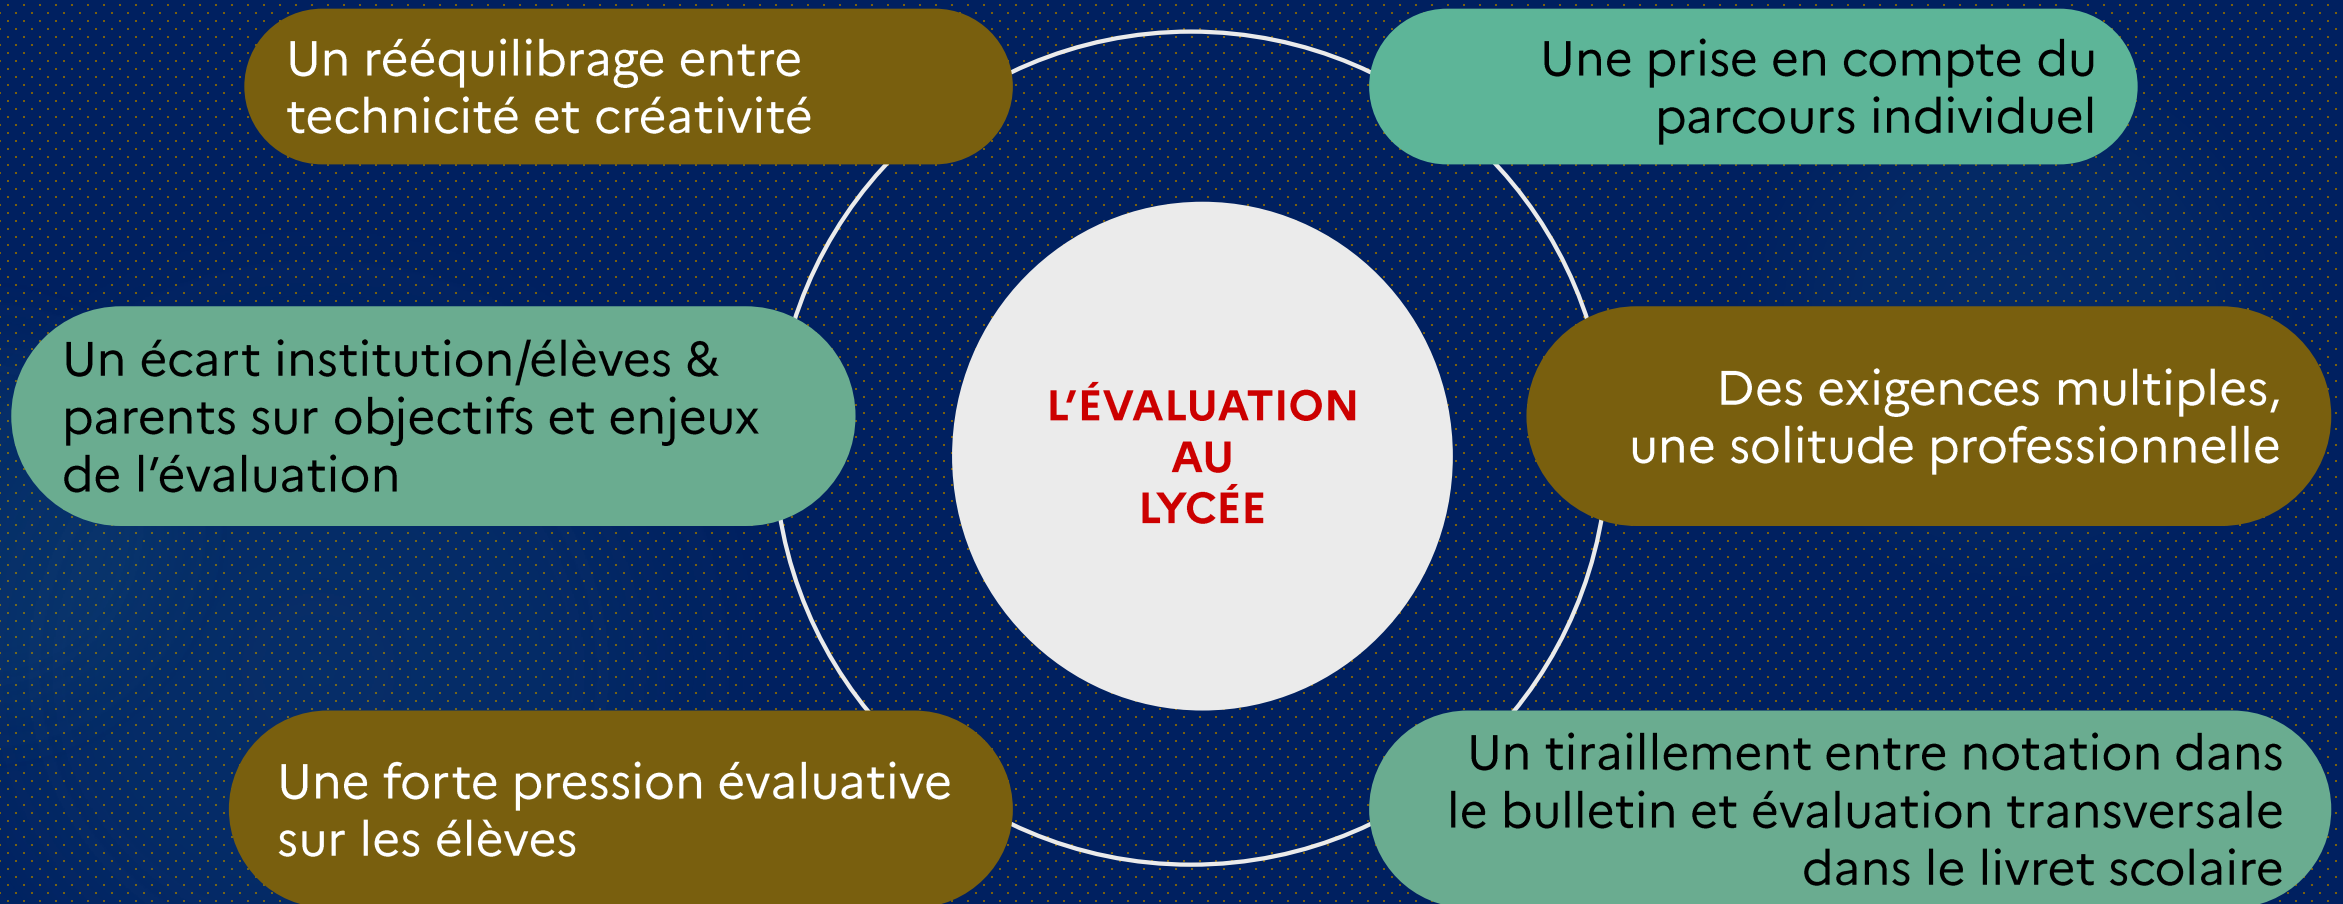 Un rééquilibrage entre
technicité et créativité
Une prise en compte du
parcours individuel
Un écart institution/élèves &
parents sur objectifs et enjeux
de l’évaluation
L’ÉVALUATION
AU
LYCÉE
Des exigences multiples,
une solitude professionnelle
Une forte pression évaluative
sur les élèves
Un tiraillement entre notation dans
le bulletin et évaluation transversale
dans le livret scolaire